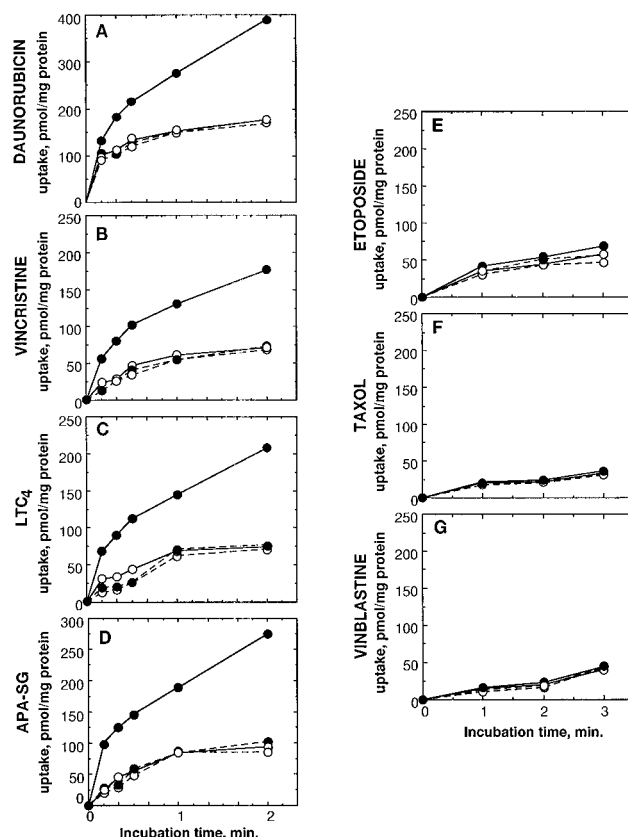 A
DAUNORUBICIN
uptake, pmol/mg protein
400
300
200
100
0
B
VINCRISTINE
uptake, pmol/mg protein
250
200
150
100
50
0
C
LTC4
uptake, pmol/mg protein
250
200
150
100
50
0
D
APA-SG
uptake, pmol/mg protein
300
250
200
150
100
50
0
0 1 2
Incubation time, min.
E
ETOPOSIDE
uptake, pmol/mg protein
250
200
150
100
50
0
F
TAXOL
uptake, pmol/mg protein
250
200
150
100
50
0
G
VINBLASTINE
uptake, pmol/mg protein
250
200
150
100
50
0
0 1 2 3
Incubation time, min.